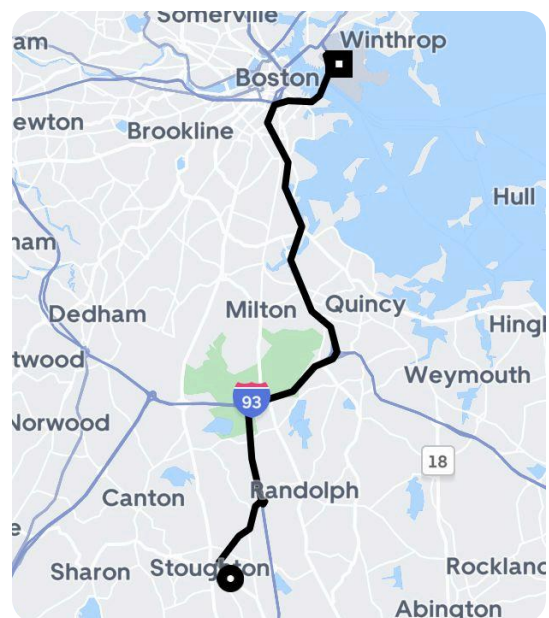 Somerville
am
Winthrop
Boston
ewton
Brookline
Hull
ham
Milton
Quincy
Dedham
Hingl
twood
Weymouth
93
Norwood
18
Randolph
Canton
e
Sharon
Stoughton
Rockland
Abington